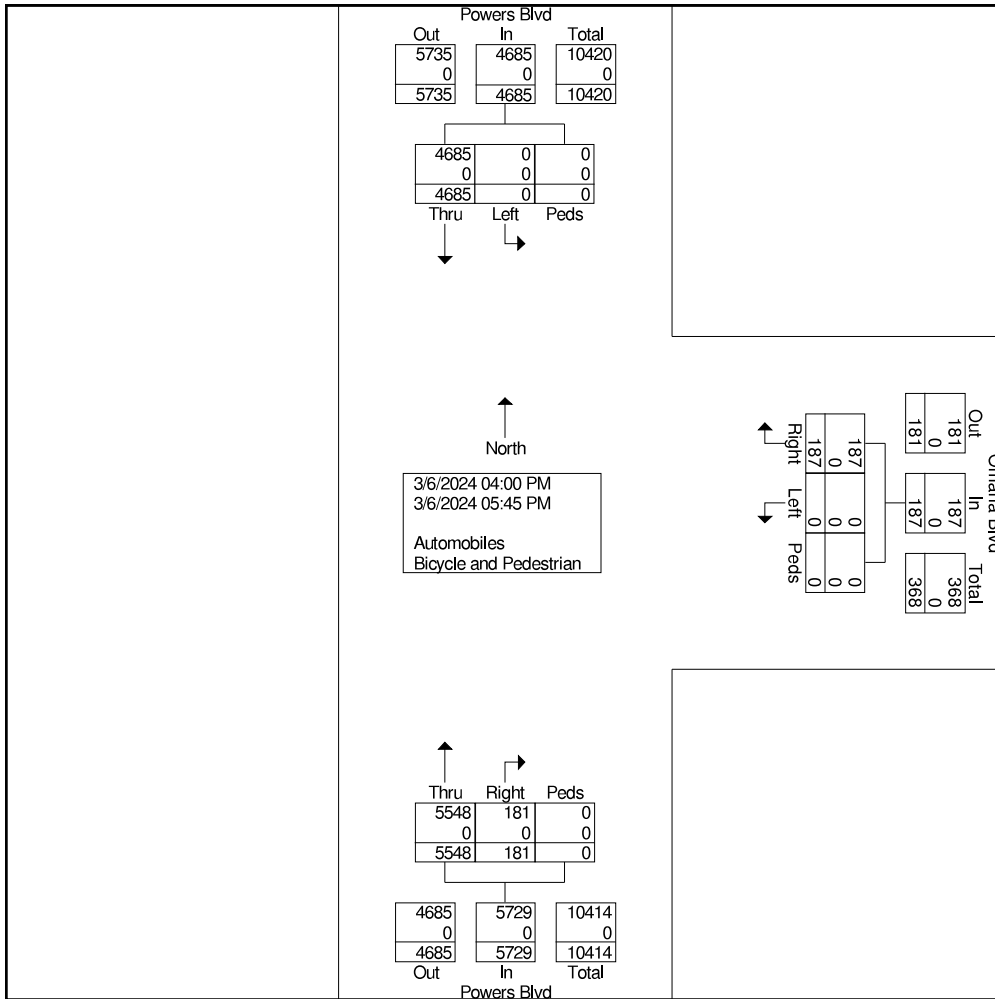 Powers Blvd
Out In Total
5735 4685 10420
0 0 0
5735 4685 10420
4685 0 0
0 0 0
4685 0 0
Thru Left Peds
North
3/6/2024 04:00 PM
3/6/2024 05:45 PM
Automobiles
Bicycle and Pedestrian
Omaha Blvd
Out In Total
181 187 368
0 0 0
181 187 368
187 0 0
0 0 0
187 0 0
Right Left Peds
Thru Right Peds
5548 181 0
0 0 0
5548 181 0
4685 5729 10414
0 0 0
4685 5729 10414
Out In Total
Powers Blvd